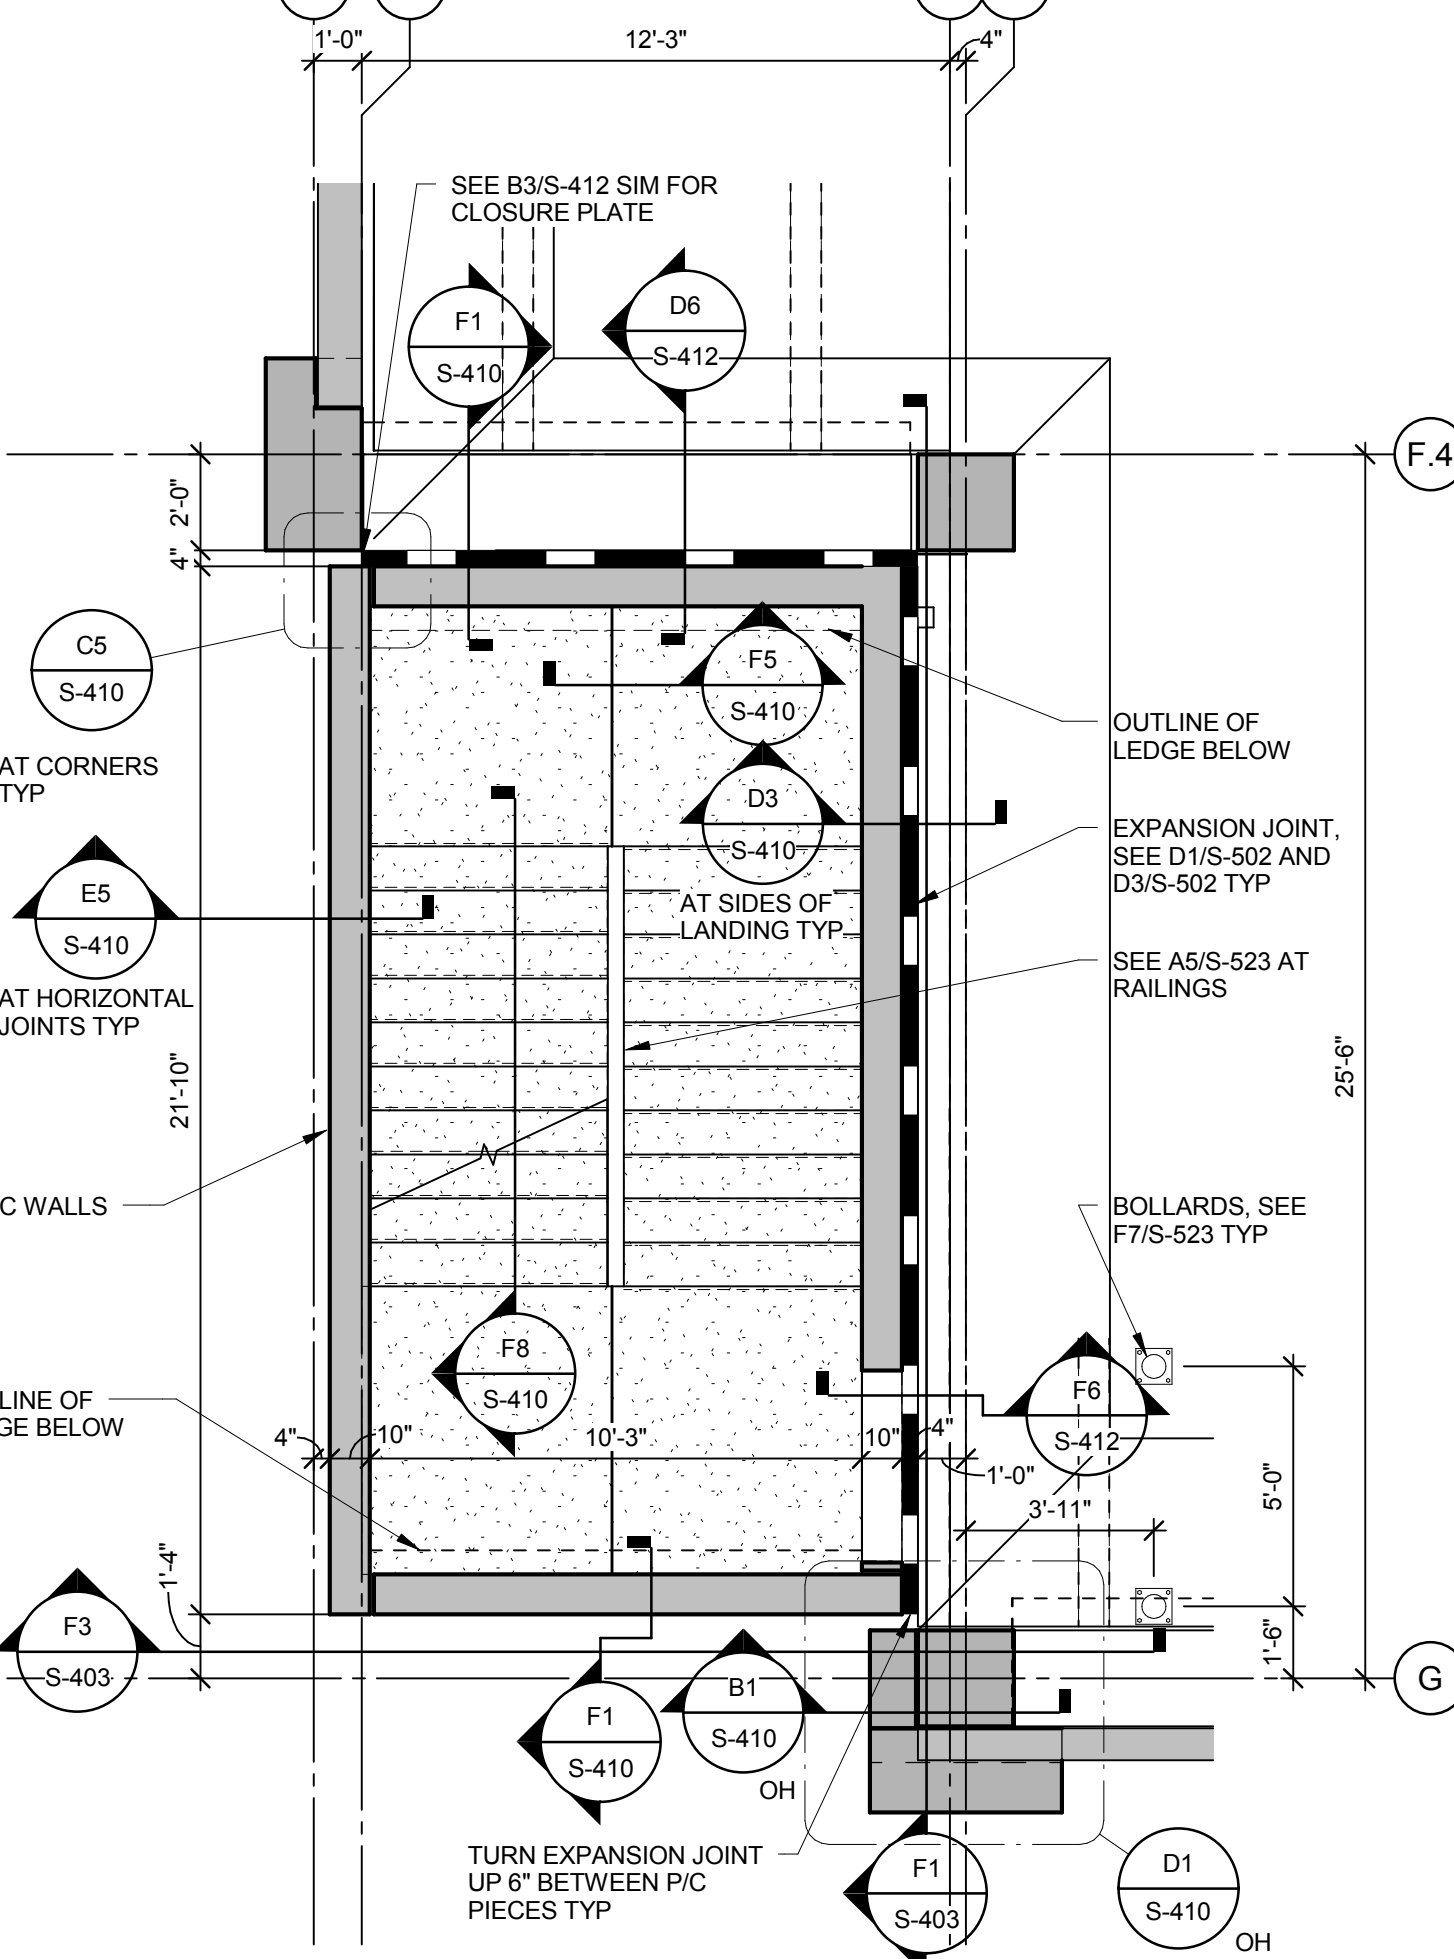 1'-0"
12'-3"
4"
SEE B3/S-412 SIM FOR
CLOSURE PLATE
F1
S-410
D6
S-412
F.4
2'-0"
4"
C5
S-410
AT CORNERS
TYP
F5
S-410
OUTLINE OF
LEDGE BELOW
D3
S-410
AT SIDES OF
LANDING TYP
EXPANSION JOINT,
SEE D1/S-502 AND
D3/S-502 TYP
E5
S-410
AT HORIZONTAL
JOINTS TYP
SEE A5/S-523 AT
RAILINGS
21'-10"
25'-6"
C WALLS
BOLLARDS, SEE
F7/S-523 TYP
F8
S-410
F6
S-412
LINE OF
GE BELOW
4"
10"
10'-3"
10"
4"
1'-0"
3'-11"
5'-0"
1'-6"
1'-4"
F3
S-403
F1
S-410
B1
S-410
OH
G
TURN EXPANSION JOINT
UP 6" BETWEEN P/C
PIECES TYP
F1
S-403
D1
S-410
OH